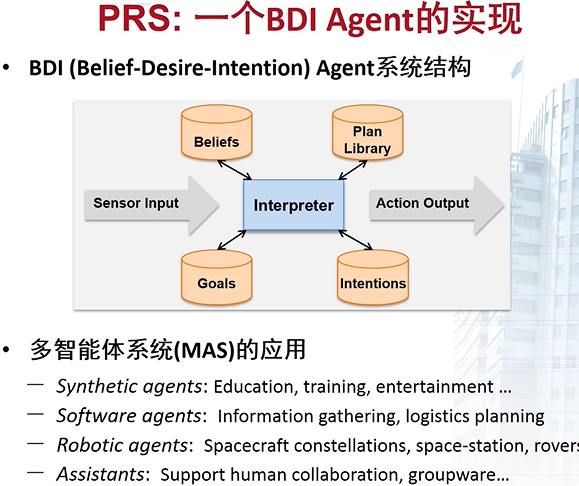 PRS: 一个BDI Agent的实现
• BDI (Belief-Desire-Intention) Agent系统结构
Beliefs
Plan
Library
Sensor Input
Interpreter
Action Output
Goals
Intentions
• 多智能体系统(MAS)的应用
— Synthetic agents: Education, training, entertainment ...
— Software agents: Information gathering, logistics planning
— Robotic agents: Spacecraft constellations, space-station, rovers
— Assistants: Support human collaboration, groupware...